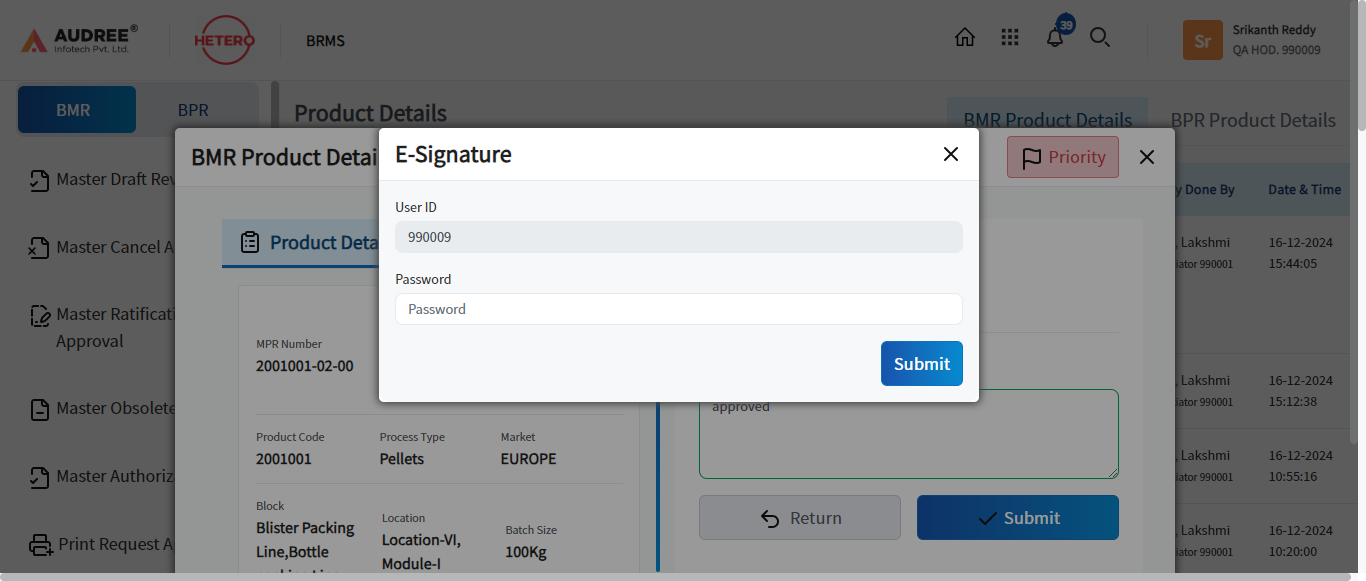 AUDREE®
Infotech Pvt. Ltd.
HETERO
BRMS
39
Sr
Srikanth Reddy
QA HOD. 990009
BMR
BPR
Product Details
BMR Product Details
BPR Product Details
Master Draft Rev
Master Cancel A
Master Ratificati
Approval
Master Obsolete
Master Authoriz
Print Request A
BMR Product Detai
Priority
E-Signature
User ID
990009
Password
Password
Submit
Product Deta
MPR Number
2001001-02-00
Product Code
2001001
Process Type
Pellets
Market
EUROPE
Block
Blister Packing
Line,Bottle
Location
Location-VI,
Module-I
Batch Size
100Kg
approved
Return
Submit
y Done By
Date & Time
, Lakshmi
iator 990001
16-12-2024
15:44:05
, Lakshmi
iator 990001
16-12-2024
15:12:38
, Lakshmi
iator 990001
16-12-2024
10:55:16
, Lakshmi
iator 990001
16-12-2024
10:20:00